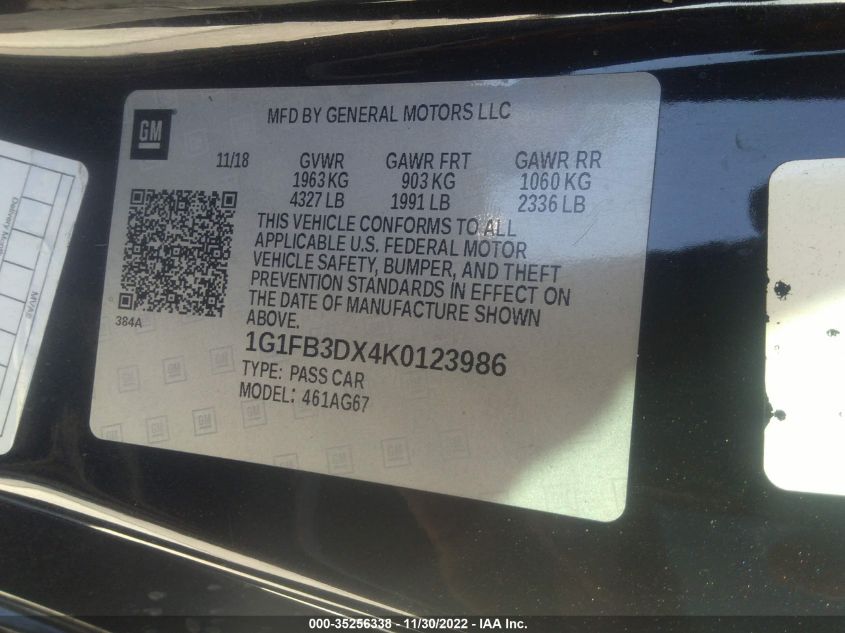 MFD BY GENERAL MOTORS LLC
GM
11/18 GVWR GAWR FRT GAWR RR
1963 KG 903 KG 1060 KG
4327 LB 1991 LB 2336 LB
THIS VEHICLE CONFORMS TO ALL
APPLICABLE U.S. FEDERAL MOTOR
VEHICLE SAFETY, BUMPER, AND THEFT
PREVENTION STANDARDS IN EFFECT ON
THE DATE OF MANUFACTURE SHOWN
ABOVE.
384A
1G1FB3DX4K0123986
TYPE: PASS CAR
MODEL: 461AG67
Delivery
MVAS
000-35256338 - 11/30/2022 - IAA Inc.